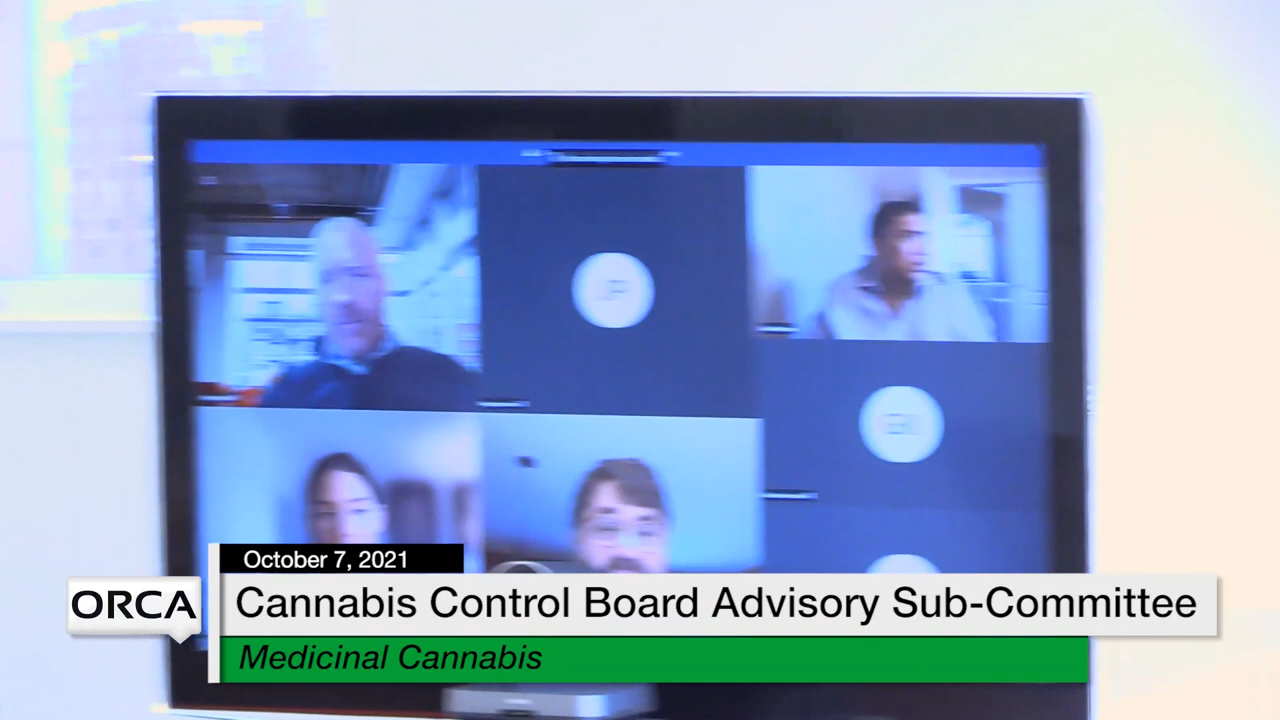 October 7, 2021
ORCA
Cannabis Control Board Advisory Sub-Committee
Medicinal Cannabis